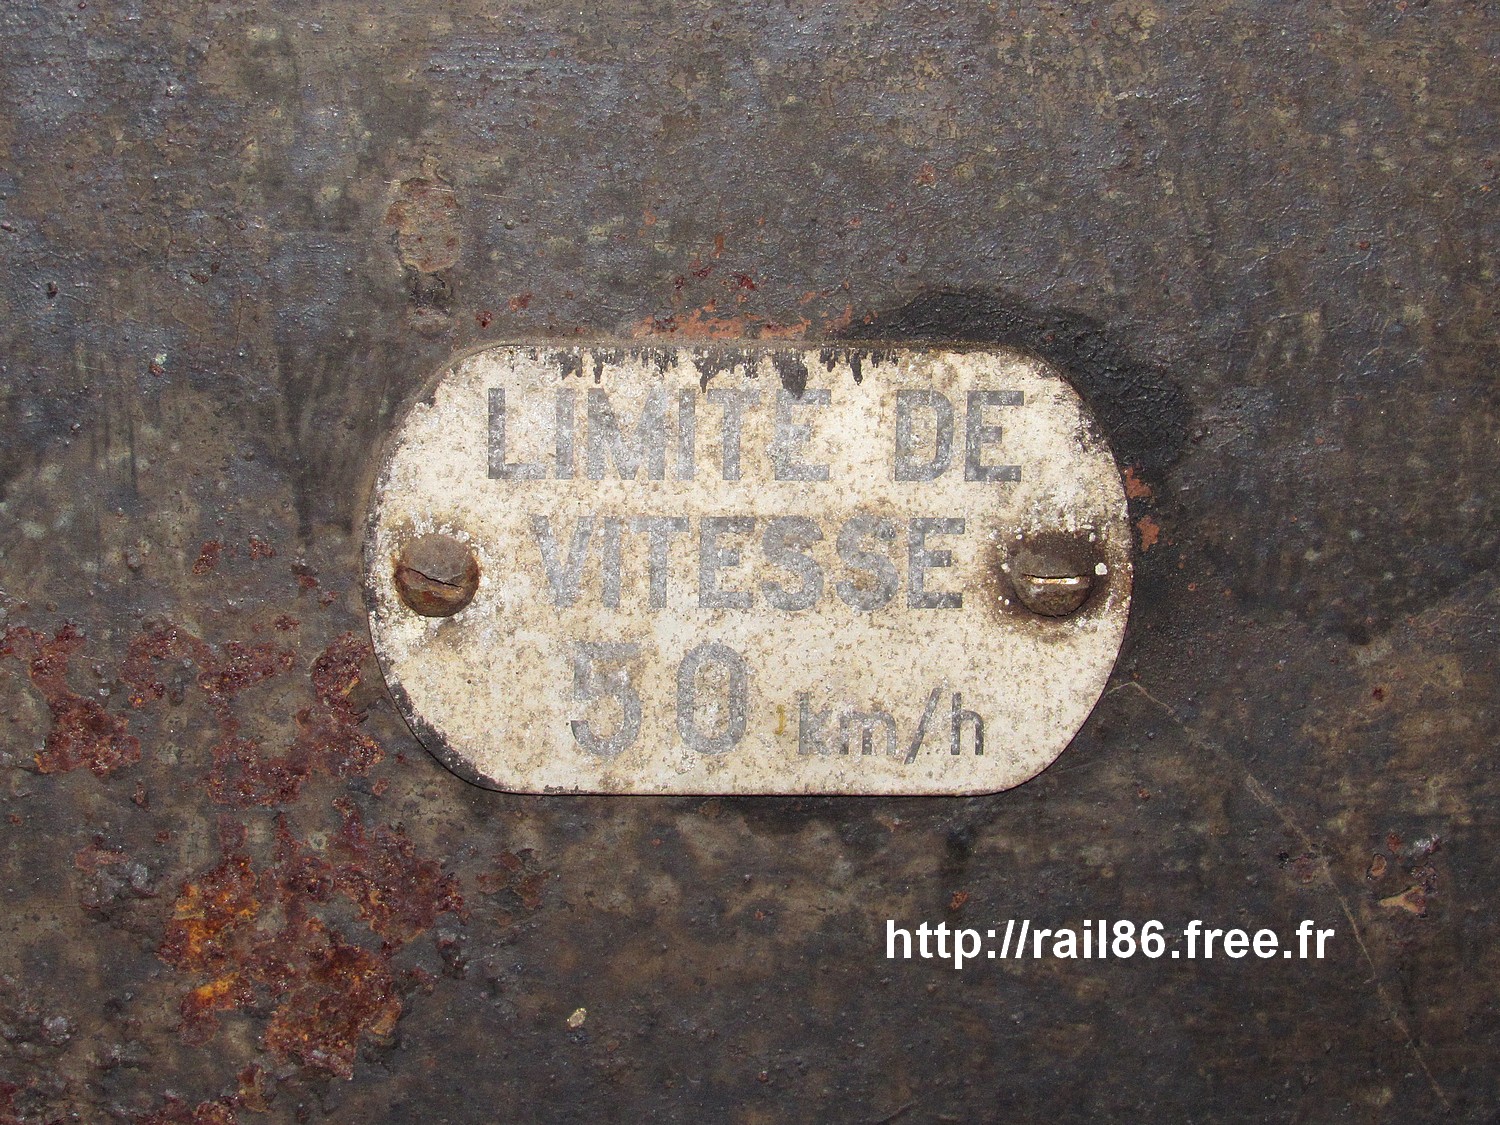 LIMITE DE
VITESSE
50 km/h
http://rail86.free.fr